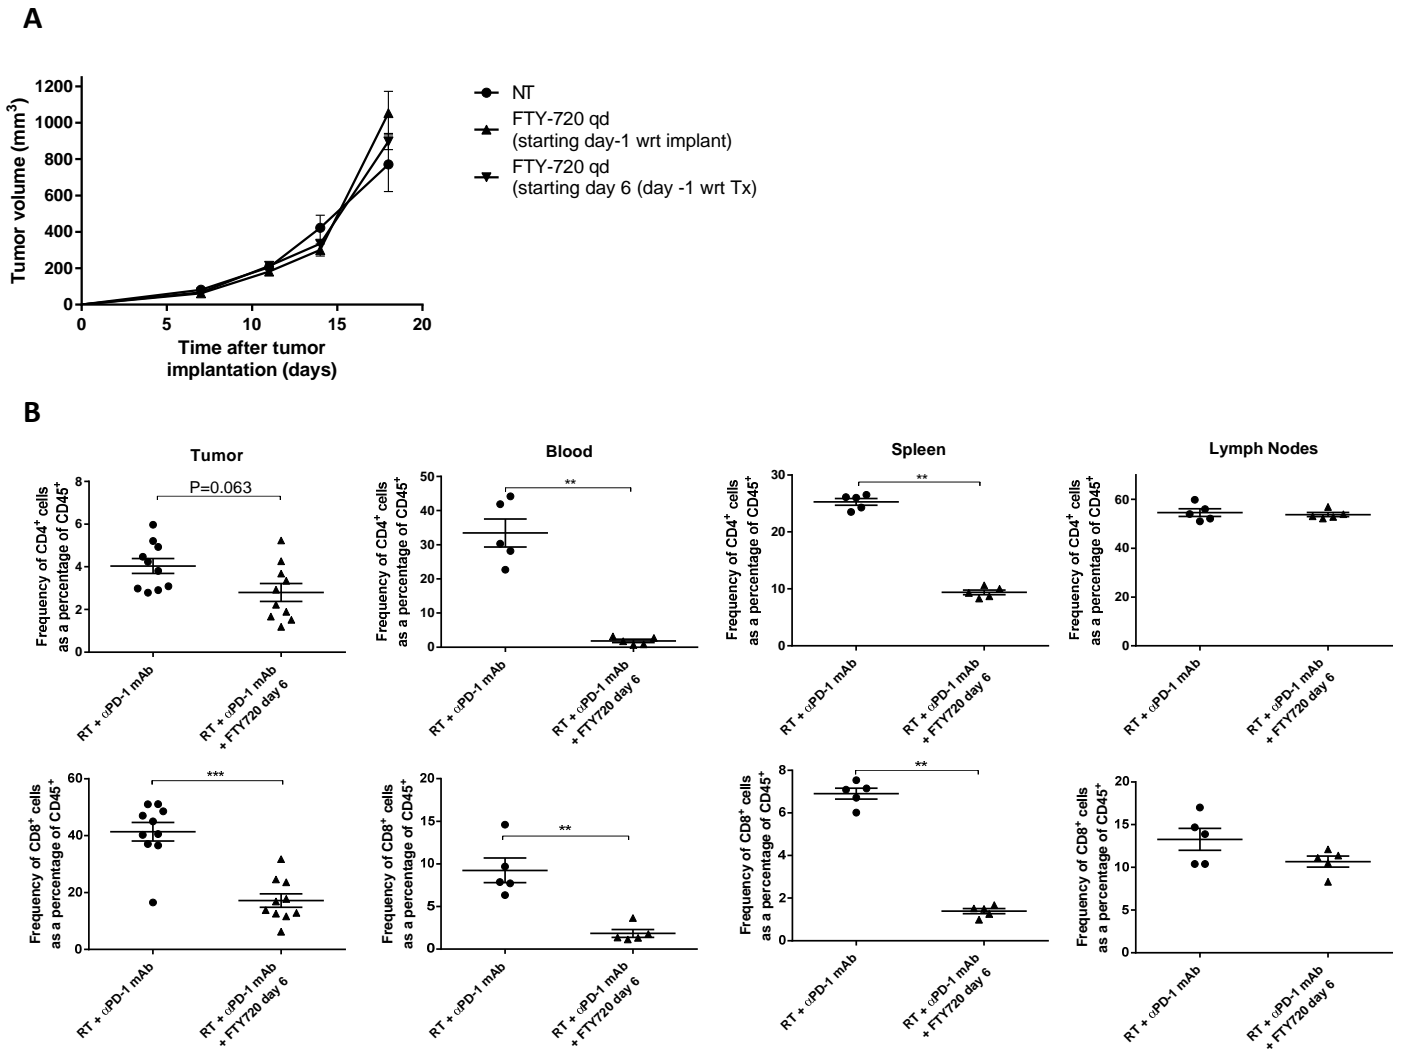 A
Tumor volume (mm3)
1200
1000
800
600
400
200
0
0 5 10 15 20
Time after tumor
implantation (days)
NT
FTY-720 qd
(starting day-1 wrt implant)
FTY-720 qd
(starting day 6 (day -1 wrt Tx)
B
Tumor
Frequency of CD4+ cells
as a percentage of CD45+
8
6
4
2
0
P=0.063
RT + αPD-1 mAb
RT + αPD-1 mAb
+ FTY720 day 6
Blood
Frequency of CD4+ cells
as a percentage of CD45+
50
40
30
20
10
0
**
RT + αPD-1 mAb
RT + αPD-1 mAb
+ FTY720 day 6
Spleen
Frequency of CD4+ cells
as a percentage of CD45+
30
20
10
0
**
RT + αPD-1 mAb
RT + αPD-1 mAb
+ FTY720 day 6
Lymph Nodes
Frequency of CD4+ cells
as a percentage of CD45+
60
40
20
0
RT + αPD-1 mAb
RT + αPD-1 mAb
+ FTY720 day 6
Frequency of CD8+ cells
as a percentage of CD45+
60
40
20
0
***
RT + αPD-1 mAb
RT + αPD-1 mAb
+ FTY720 day 6
Frequency of CD8+ cells
as a percentage of CD45+
20
15
10
5
0
**
RT + αPD-1 mAb
RT + αPD-1 mAb
+ FTY720 day 6
Frequency of CD8+ cells
as a percentage of CD45+
8
6
4
2
0
**
RT + αPD-1 mAb
RT + αPD-1 mAb
+ FTY720 day 6
Frequency of CD8+ cells
as a percentage of CD45+
20
15
10
5
0
RT + αPD-1 mAb
RT + αPD-1 mAb
+ FTY720 day 6